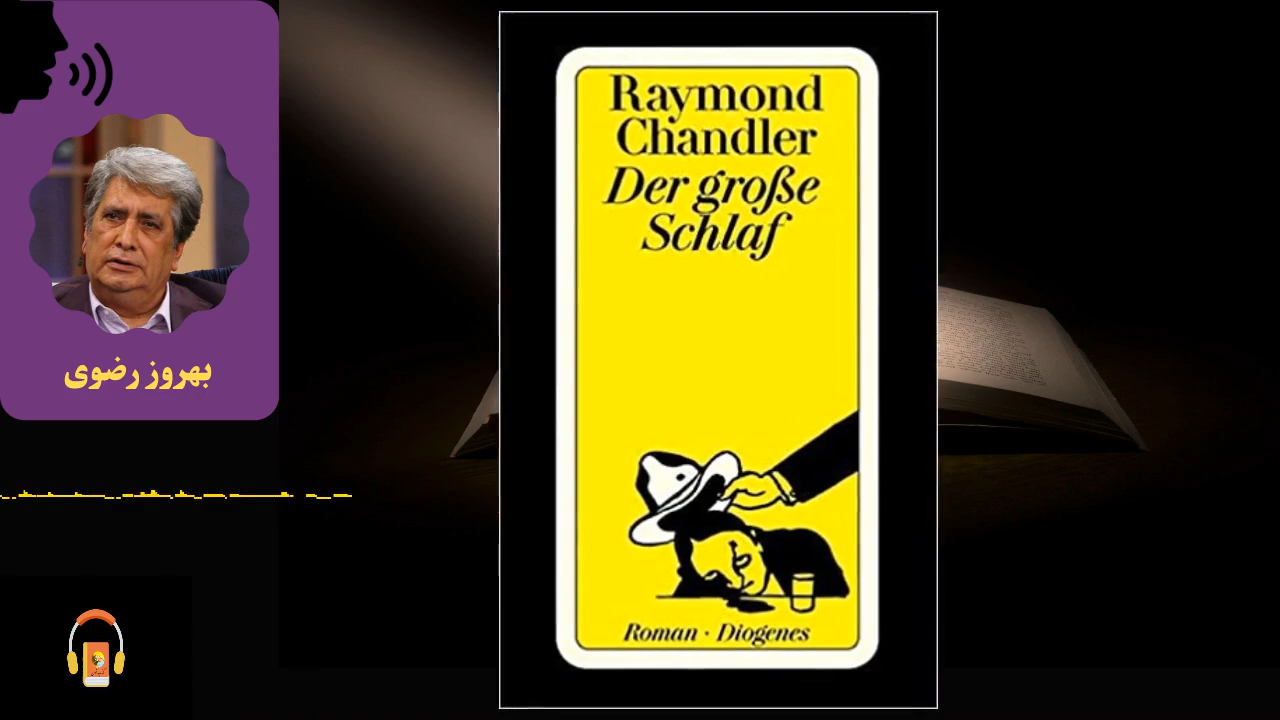 بهروز رضوی
Raymond
Chandler
Der große
Schlaf
Roman · Diogenes